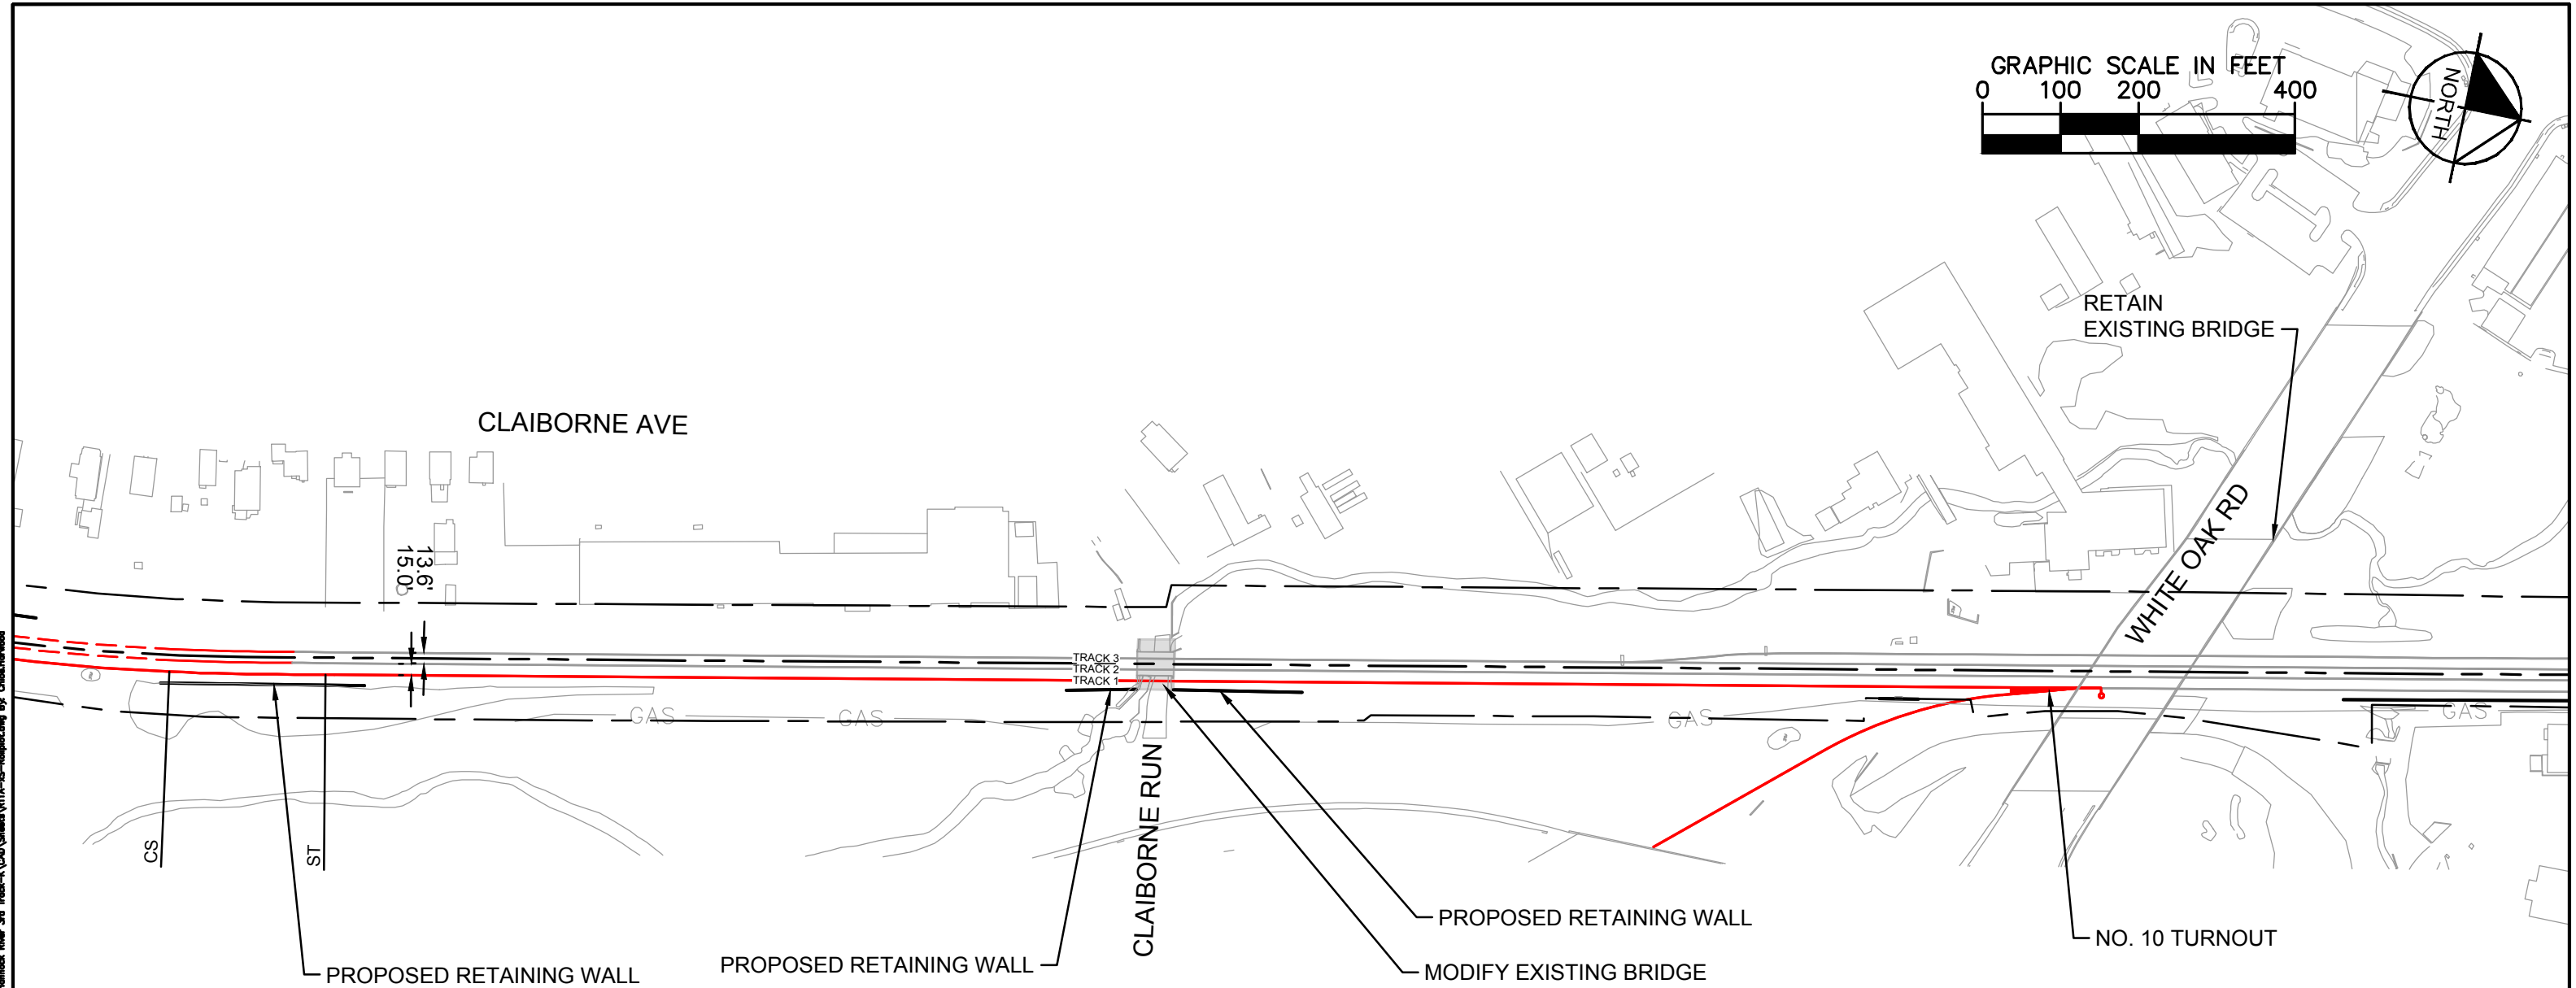 GRAPHIC SCALE IN FEET
0 100 200 400
NORTH
RETAIN
EXISTING BRIDGE
CLAIBORNE AVE
WHITE OAK RD
13.6'
15.0'
TRACK 3
TRACK 2
TRACK 1
GAS
GAS
GAS
GAS
CS
ST
CLAIBORNE RUN
PROPOSED RETAINING WALL
PROPOSED RETAINING WALL
PROPOSED RETAINING WALL
MODIFY EXISTING BRIDGE
NO. 10 TURNOUT